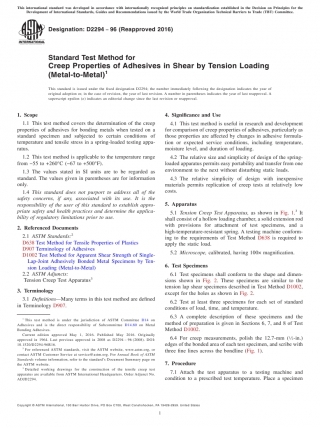 This international standard was developed in accordance with internationally recognized principles on standardization established in the Decision on Principles for the
Development of International Standards, Guides and Recommendations issued by the World Trade Organization Technical Barriers to Trade (TBT) Committee.
Designation: D2294 − 96 (Reapproved 2016)
INTERNATIONAL
Standard Test Method for
Creep Properties of Adhesives in Shear by Tension Loading
(Metal-to-Metal)1
This standard is issued under the fixed designation D2294; the number immediately following the designation indicates the year of
original adoption or, in the case of revision, the year of last revision. A number in parentheses indicates the year of last reapproval. A
superscript epsilon (´) indicates an editorial change since the last revision or reapproval.
1. Scope
1.1 This test method covers the determination of the creep
properties of adhesives for bonding metals when tested on a
standard specimen and subjected to certain conditions of
temperature and tensile stress in a spring-loaded testing appa-
ratus.
1.2 This test method is applicable to the temperature range
from −55 to +260°C (−67 to +500°F).
1.3 The values stated in SI units are to be regarded as
standard. The values given in parentheses are for information
only.
1.4 This standard does not purport to address all of the
safety concerns, if any, associated with its use. It is the
responsibility of the user of this standard to establish appro-
priate safety and health practices and determine the applica-
bility of regulatory limitations prior to use.
2. Referenced Documents
2.1 ASTM Standards:2
D638 Test Method for Tensile Properties of Plastics
D907 Terminology of Adhesives
D1002 Test Method for Apparent Shear Strength of Single-
Lap-Joint Adhesively Bonded Metal Specimens by Ten-
sion Loading (Metal-to-Metal)
2.2 ASTM Adjuncts:
Tension Creep Test Apparatus3
3. Terminology
3.1 Definitions—Many terms in this test method are defined
in Terminology D907.
1 This test method is under the jurisdiction of ASTM Committee D14 on
Adhesives and is the direct responsibility of Subcommittee D14.80 on Metal
Bonding Adhesives.
Current edition approved May 1, 2016. Published May 2016. Originally
approved in 1964. Last previous approved in 2008 as D2294 – 96 (2008). DOI:
10.1520/D2294-96R16.
2 For referenced ASTM standards, visit the ASTM website, www.astm.org, or
contact ASTM Customer Service at service@astm.org. For Annual Book of ASTM
Standards volume information, refer to the standard's Document Summary page on
the ASTM website.
3 Detailed working drawings for the construction of the tensile creep test
apparatus are available from ASTM International Headquarters. Order Adjunct No.
ADJD2294.
4. Significance and Use
4.1 This test method is useful in research and development
for comparison of creep properties of adhesives, particularly as
those properties are affected by changes in adhesive formula-
tion or expected service conditions, including temperature,
moisture level, and duration of loading.
4.2 The relative size and simplicity of design of the spring-
loaded apparatus permits easy portability and transfer from one
environment to the next without disturbing static loads.
4.3 The relative simplicity of design with inexpensive
materials permits replication of creep tests at relatively low
costs.
5. Apparatus
5.1 Tension Creep Test Apparatus, as shown in Fig. 1.3 It
shall consist of a hollow loading chamber, a solid extension rod
with provisions for attachment of test specimens, and a
high-temperature-resistant spring. A testing machine conform-
ing to the requirements of Test Method D638 is required to
apply the static load.
5.2 Microscope, calibrated, having 100× magnification.
6. Test Specimens
6.1 Test specimens shall conform to the shape and dimen-
sions shown in Fig. 2. These specimens are similar to the
tension lap shear specimens described in Test Method D1002,
except for the holes as shown in Fig. 2.
6.2 Test at least three specimens for each set of standard
conditions of load, time, and temperature.
6.3 A complete description of these specimens and the
method of preparation is given in Sections 6, 7, and 8 of Test
Method D1002.
6.4 For creep measurements, polish the 12.7-mm (½-in.)
edges of the bonded area of each test specimen, and scribe with
three fine lines across the bondline (Fig. 1).
7. Procedure
7.1 Attach the test apparatus to a testing machine and
condition to a prescribed test temperature. Place a specimen
Copyright © ASTM International, 100 Barr Harbor Drive, PO Box C700, West Conshohocken, PA 19428-2959. United States
1